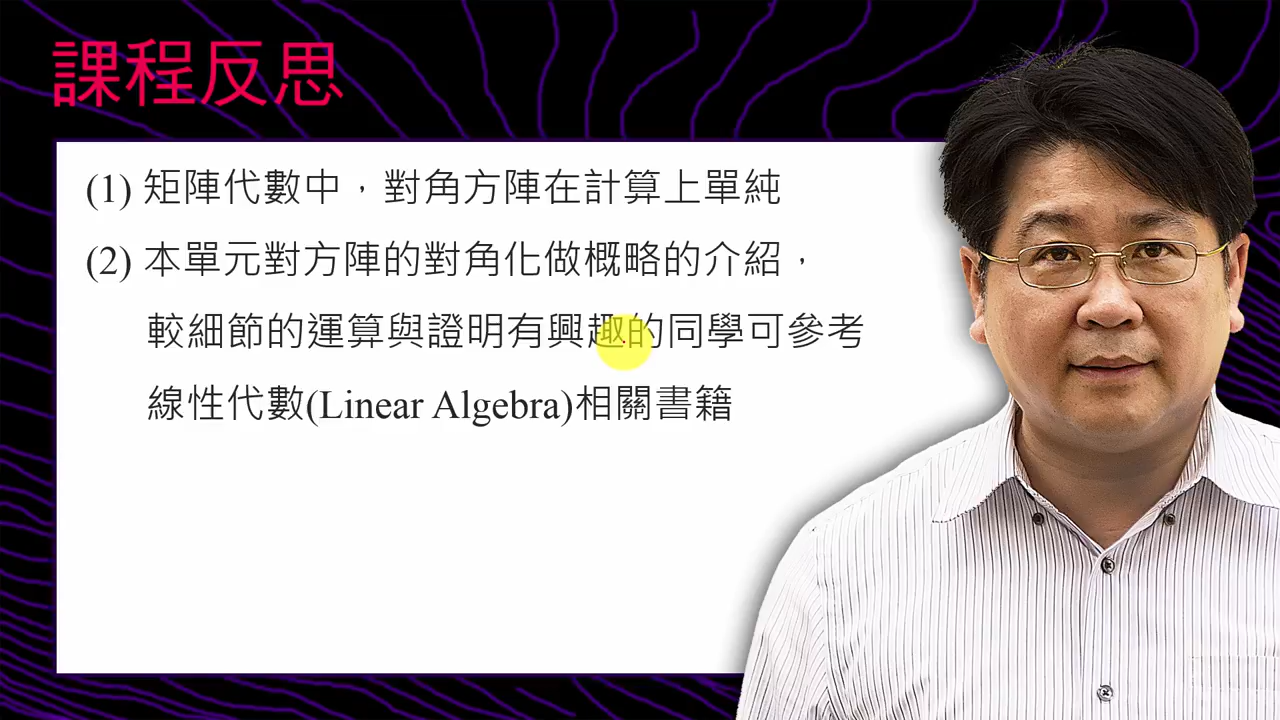 課程反思
(1) 矩陣代數中，對角方陣在計算上單純
(2) 本單元對方陣的對角化做概略的介紹，
較細節的運算與證明有興趣的同學可參考
線性代數(Linear Algebra)相關書籍